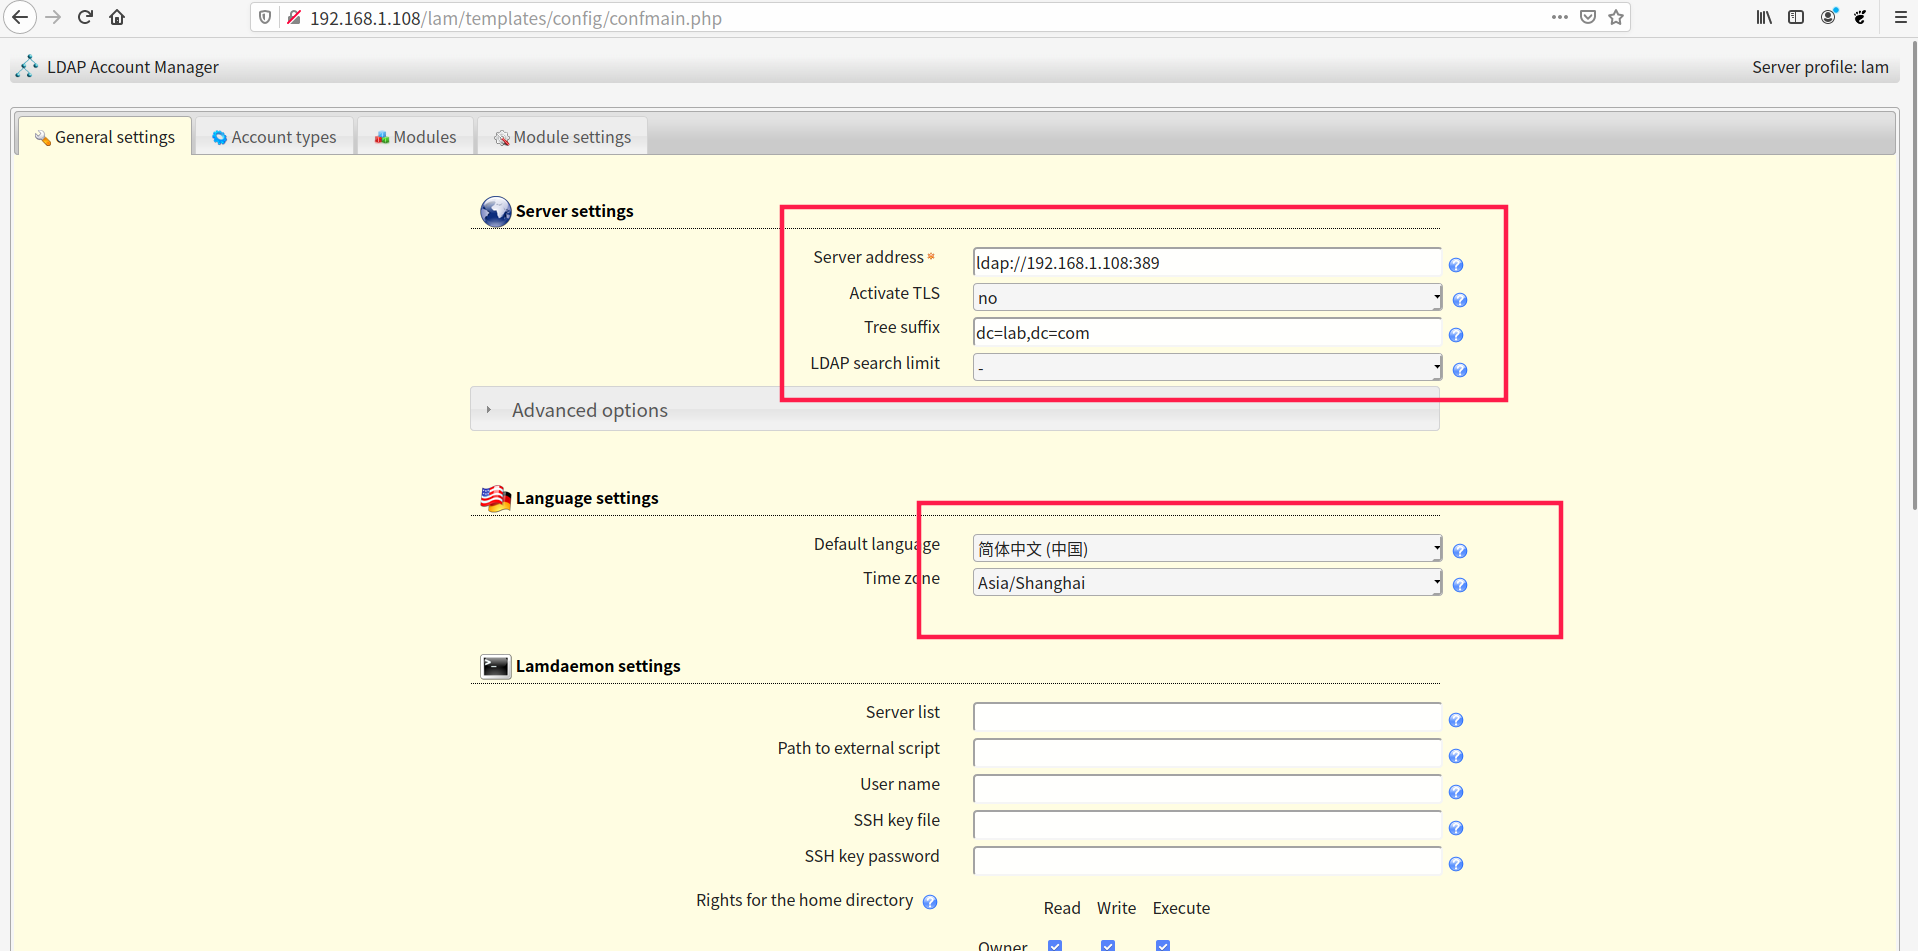 192.168.1.108/lam/templates/config/confmain.php
LDAP Account Manager
Server profile: lam
General settings
Account types
Modules
Module settings
Server settings
Server address *
ldap://192.168.1.108:389
Activate TLS
no
Tree suffix
dc=lab,dc=com
LDAP search limit
-
Advanced options
Language settings
Default language
简体中文 (中国)
Time zone
Asia/Shanghai
Lamdaemon settings
Server list
Path to external script
User name
SSH key file
SSH key password
Rights for the home directory
Read Write Execute
Owner